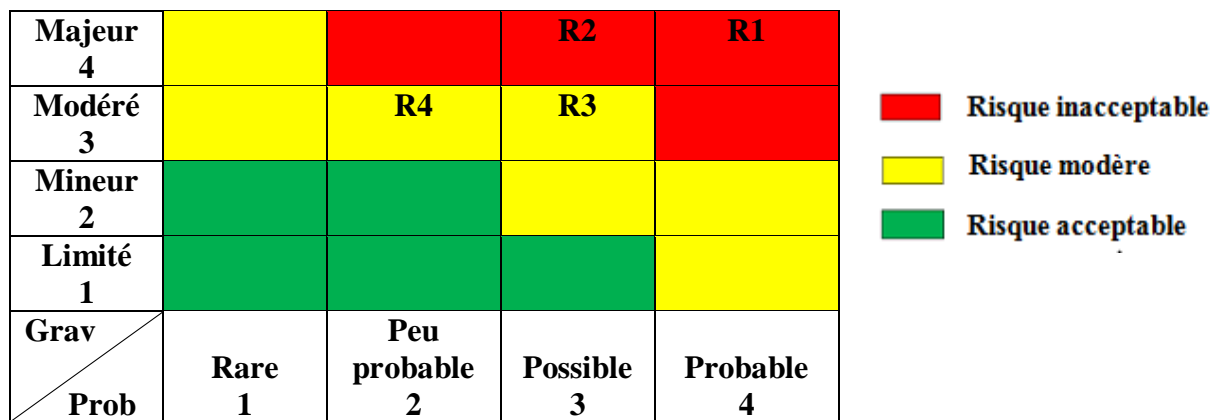 Majeur
4
R2
R1
Modéré
3
R4
R3
Mineur
2
Limité
1
Grav
Prob
Rare
1
Peu
probable
2
Possible
3
Probable
4
Risque inacceptable
Risque modère
Risque acceptable